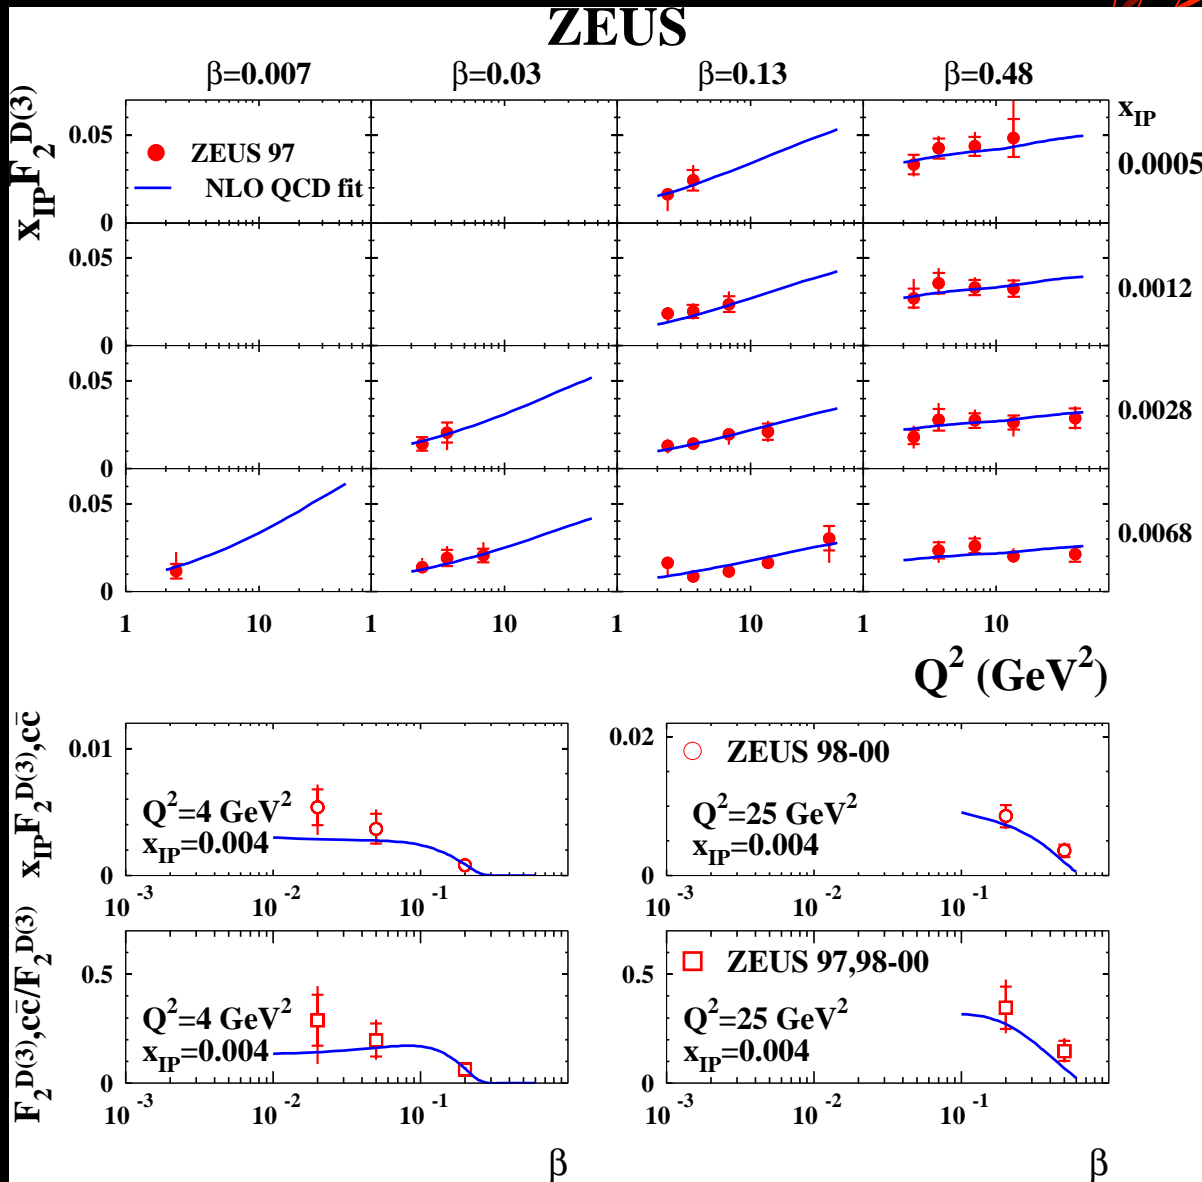 ZEUS
β=0.007 β=0.03 β=0.13 β=0.48
x_IP F_2^D(3)
x_IP
0.05
ZEUS 97
NLO QCD fit
0.0005
0
0.05
0.0012
0
0.05
0.0028
0
0.05
0.0068
0
1 10 1 10 1 10 1 10
Q^2 (GeV^2)
x_IP F_2^D(3),cc̄
0.01
Q^2=4 GeV^2
x_IP=0.004
0
10^-3 10^-2 10^-1
0.02
ZEUS 98-00
Q^2=25 GeV^2
x_IP=0.004
0
10^-3 10^-2 10^-1
F_2^D(3),cc̄/F_2^D(3)
0.5
Q^2=4 GeV^2
x_IP=0.004
0
10^-3 10^-2 10^-1
β
0.5
ZEUS 97,98-00
Q^2=25 GeV^2
x_IP=0.004
0
10^-3 10^-2 10^-1
β